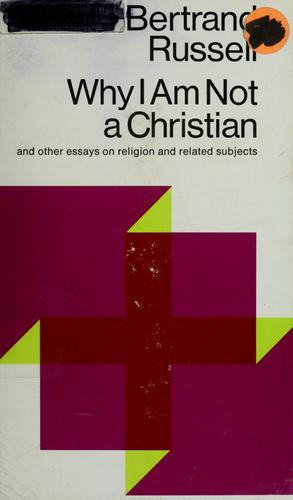 Bertrand
Russell
Why I Am Not
a Christian
and other essays on religion and related subjects